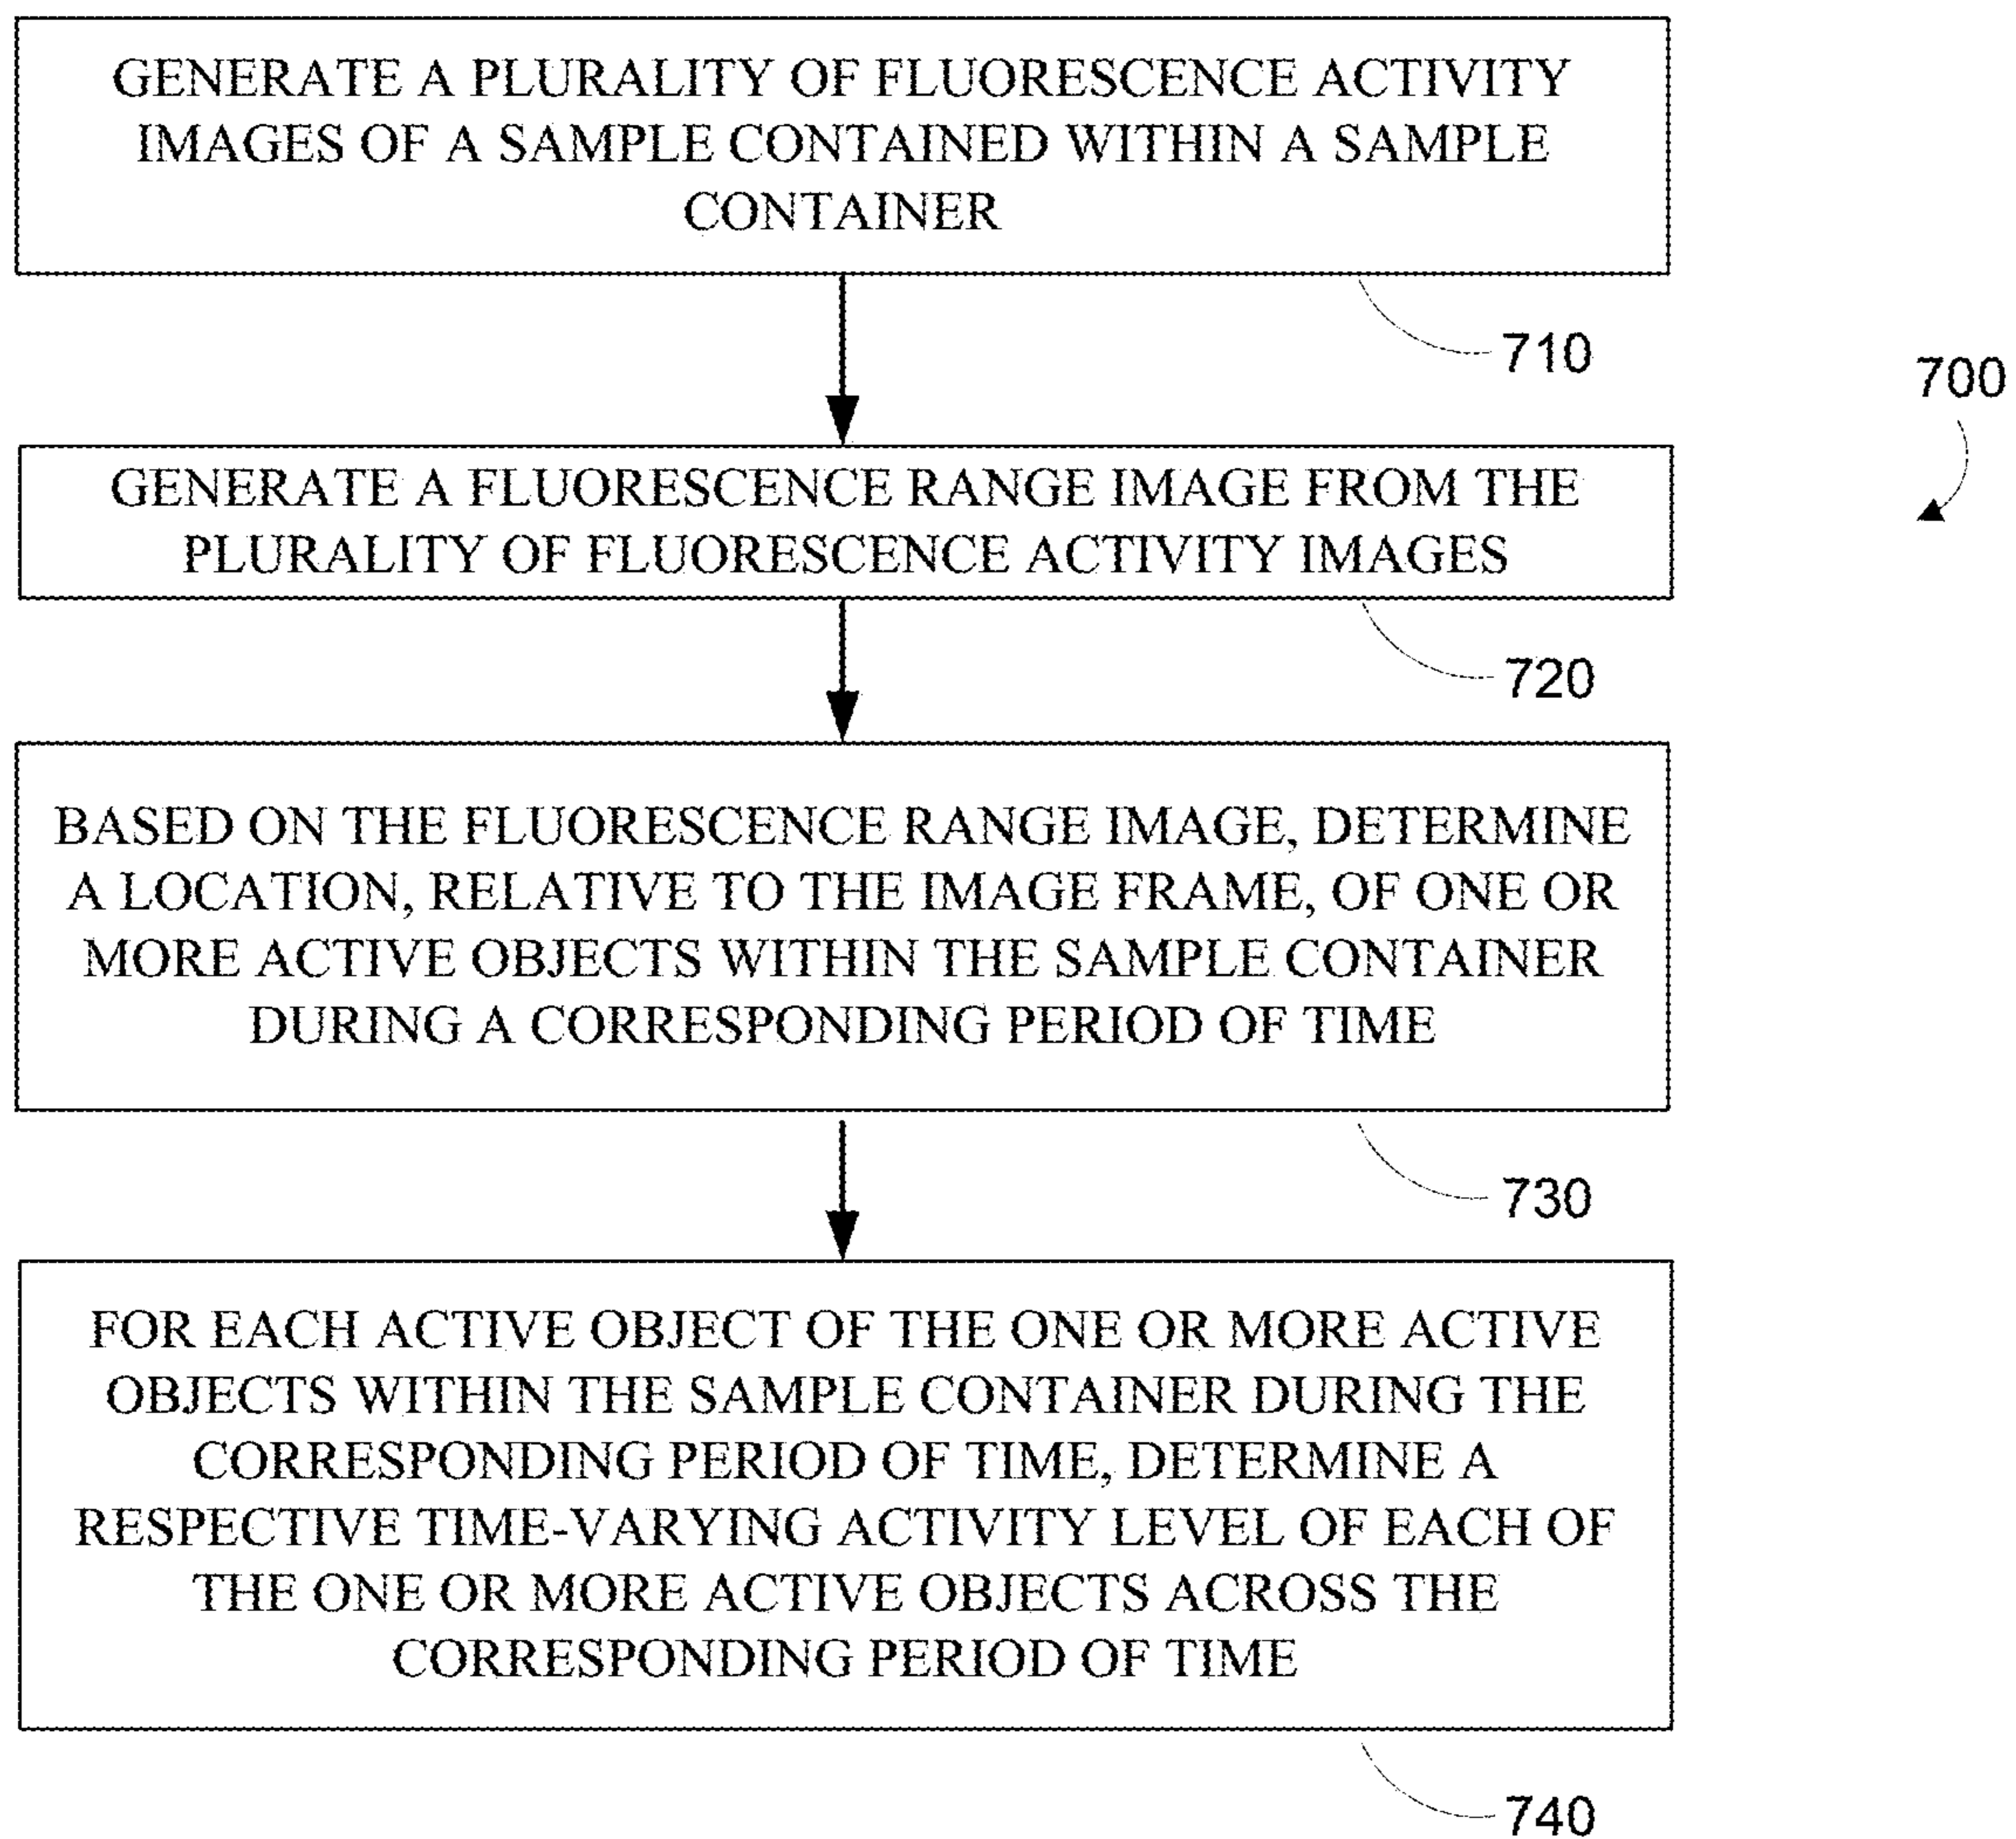 GENERATE A PLURALITY OF FLUORESCENCE ACTIVITY
IMAGES OF A SAMPLE CONTAINED WITHIN A SAMPLE
CONTAINER
710
700
GENERATE A FLUORESCENCE RANGE IMAGE FROM THE
PLURALITY OF FLUORESCENCE ACTIVITY IMAGES
720
BASED ON THE FLUORESCENCE RANGE IMAGE, DETERMINE
A LOCATION, RELATIVE TO THE IMAGE FRAME, OF ONE OR
MORE ACTIVE OBJECTS WITHIN THE SAMPLE CONTAINER
DURING A CORRESPONDING PERIOD OF TIME
730
FOR EACH ACTIVE OBJECT OF THE ONE OR MORE ACTIVE
OBJECTS WITHIN THE SAMPLE CONTAINER DURING THE
CORRESPONDING PERIOD OF TIME, DETERMINE A
RESPECTIVE TIME-VARYING ACTIVITY LEVEL OF EACH OF
THE ONE OR MORE ACTIVE OBJECTS ACROSS THE
CORRESPONDING PERIOD OF TIME
740